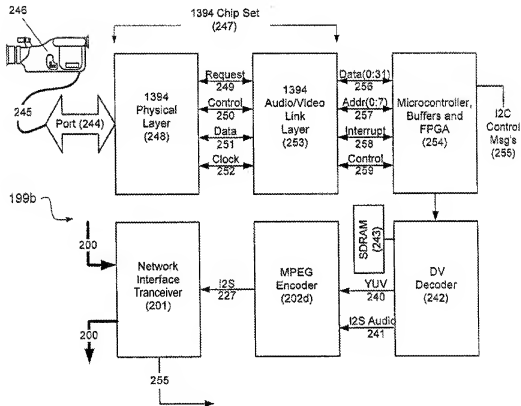 246
1394 Chip Set
(247)
245
Port (244)
1394
Physical
Layer
(248)
Request
249
Control
250
Data
251
Clock
252
1394
Audio/Video
Link
Layer
(253)
Data(0:31)
256
Addr(0:7)
257
Interrupt
258
Control
259
Microcontroller,
Buffers and
FPGA
(254)
I2C
Control
Msg's
(255)
199b
200
200
Network
Interface
Tranceiver
(201)
255
I2S
227
MPEG
Encoder
(202d)
SDRAM
(243)
YUV
240
I2S Audio
241
DV
Decoder
(242)